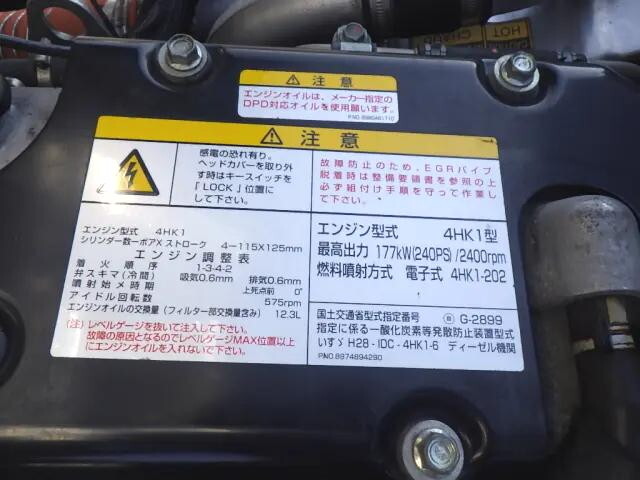 注意
エンジンオイルは、メーカー指定の
DPD対応オイルを使用願います。
注意
感電の恐れ有り。
ヘッドカバーを取り外
す時はキースイッチを
「LOCK」位置に
して下さい。
故障防止のため、EGRパイプ
脱着時は整備要領書を参照の上
必ず組付け手順を守って作業し
て下さい。
エンジン型式 4HK1
シリンダ数ーボアXストローク 4ー115X125mm
エンジン調整表
着火順序 1-3-4-2
弁スキマ(冷間) 吸気0.6mm 排気0.6mm
噴射始メ時期 上死点前 0°
アイドル回転数 575rpm
エンジンオイルの交換量(フィルター部交換量含み) 12.3L
(注)レベルゲージを抜いて注入して下さい。
故障の原因となるのでレベルゲージMAX位置以上
にエンジンオイルを入れないで下さい。
エンジン型式 4HK1型
最高出力 177kW(240PS)/2400rpm
燃料噴射方式 電子式 4HK1-202
国土交通省型式指定番号 G-2899
指定に係る一酸化炭素等発散防止装置型式
いすゞ H28-IDC-4HK1-6 ディーゼル機関
P.NO.8974894290